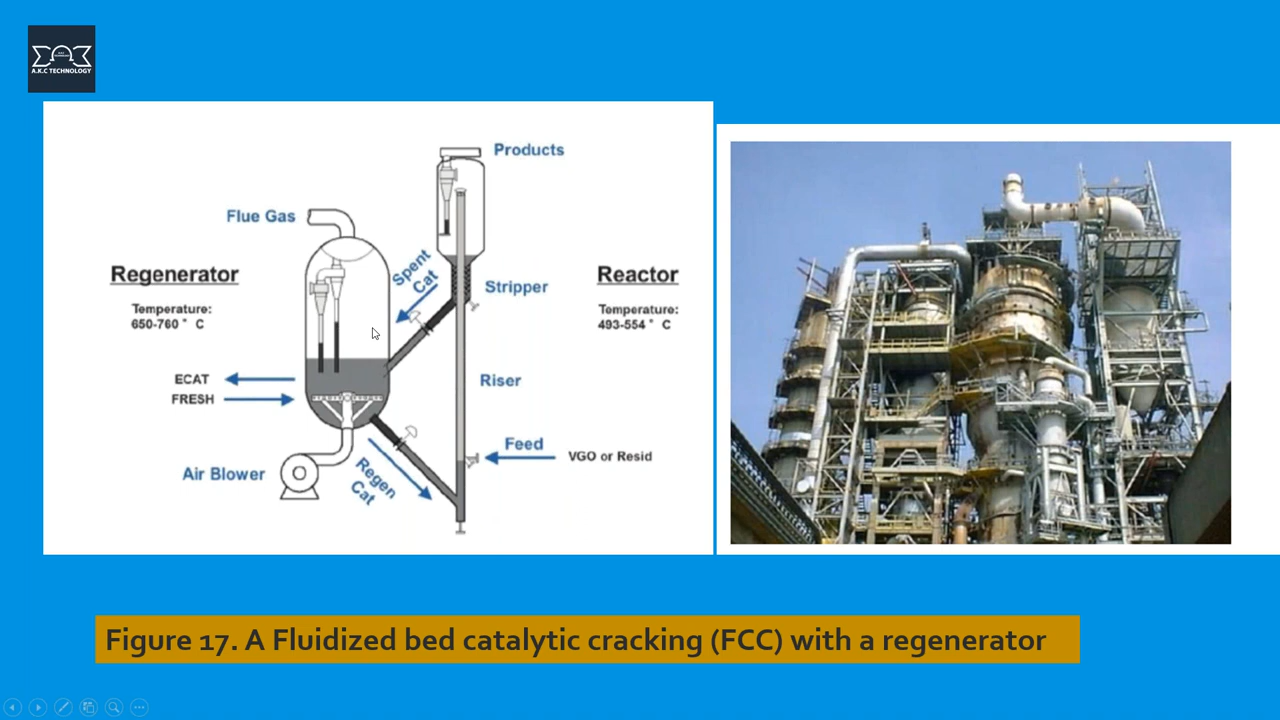 A.K.C TECHNOLOGY
Products
Flue Gas
Spent
Cat
Regenerator
Reactor
Stripper
Temperature:
650-760 ° C
Temperature:
493-554 ° C
ECAT
Riser
FRESH
Feed
VGO or Resid
Air Blower
Regen
Cat
Figure 17. A Fluidized bed catalytic cracking (FCC) with a regenerator